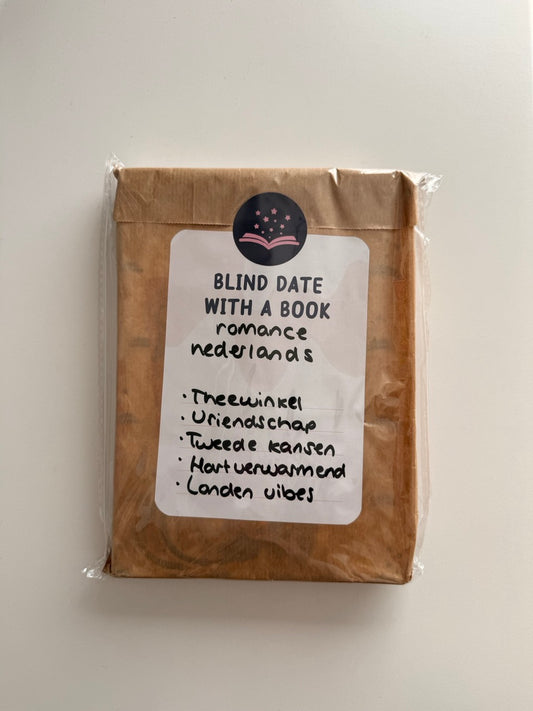 BLIND DATE
WITH A BOOK
romance
nederlands
· Theewinkel
· Vriendschap
· Tweede kansen
· Hartverwarmend
· Londen vibes